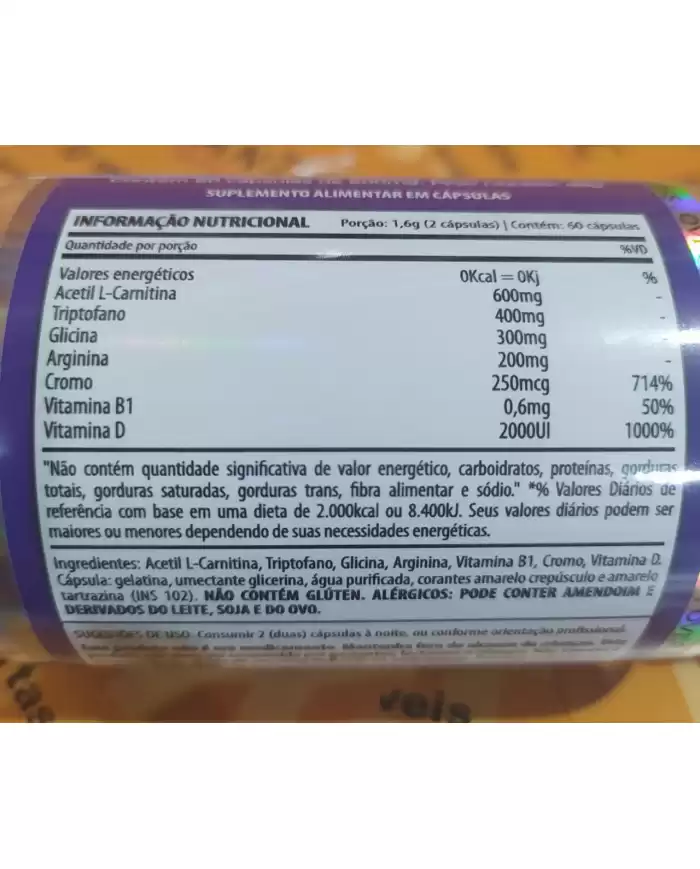 SUPLEMENTO ALIMENTAR EM CÁPSULAS
INFORMAÇÃO NUTRICIONAL Porção: 1,6g (2 cápsulas) | Contém: 60 cápsulas
Quantidade por porção %VD
Valores energéticos 0Kcal = 0Kj %
Acetil L-Carnitina 600mg -
Triptofano 400mg -
Glicina 300mg -
Arginina 200mg -
Cromo 250mcg 714%
Vitamina B1 0,6mg 50%
Vitamina D 2000UI 1000%
"Não contém quantidade significativa de valor energético, carboidratos, proteínas, gorduras
totais, gorduras saturadas, gorduras trans, fibra alimentar e sódio." *% Valores Diários de
referência com base em uma dieta de 2.000kcal ou 8.400kJ. Seus valores diários podem ser
maiores ou menores dependendo de suas necessidades energéticas.
Ingredientes: Acetil L-Carnitina, Triptofano, Glicina, Arginina, Vitamina B1, Cromo, Vitamina D.
Cápsula: gelatina, umectante glicerina, água purificada, corantes amarelo crepúsculo e amarelo
tartrazina (INS 102). NÃO CONTÉM GLÚTEN. ALÉRGICOS: PODE CONTER AMENDOIM E
DERIVADOS DO LEITE, SOJA E DO OVO.
SUGESTÕES DE USO: Consumir 2 (duas) cápsulas à noite, ou conforme orientação profissional.
tas
veis